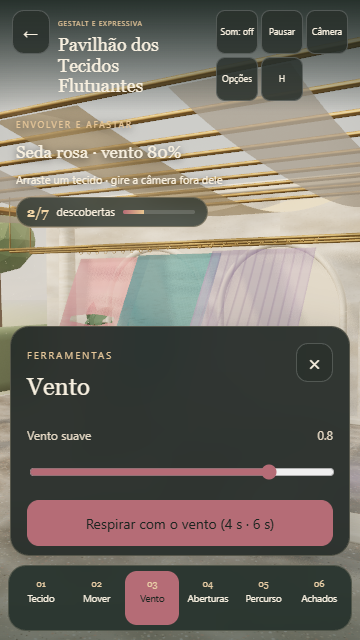 ←
GESTALT E EXPRESSIVA
Pavilhão dos
Tecidos
Flutuantes
Som: off
Pausar
Câmera
Opções
H
ENVOLVER E AFASTAR
Seda rosa · vento 80%
Arraste um tecido · gire a câmera fora dele
2/7 descobertas
FERRAMENTAS
×
Vento
Vento suave 0.8
Respirar com o vento (4 s · 6 s)
01 02 03 04 05 06
Tecido Mover Vento Aberturas Percurso Achados